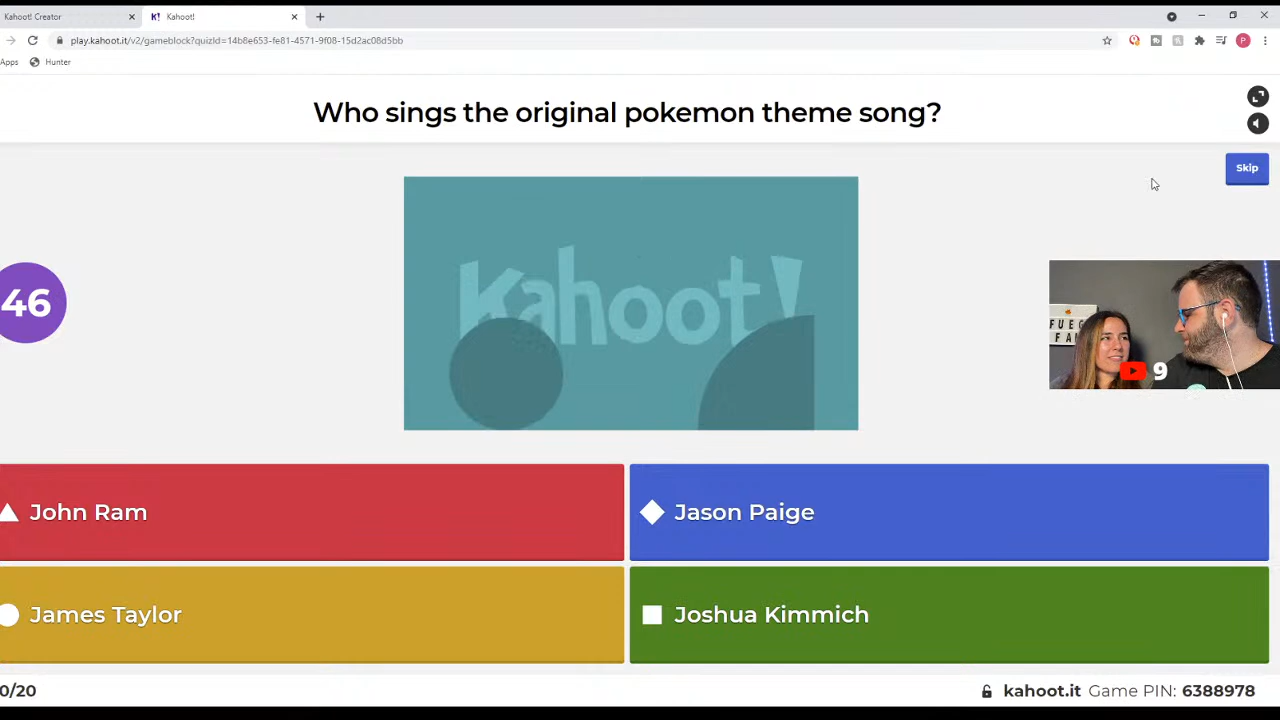 Kahoot! Creator
K! Kahoot!
play.kahoot.it/v2/gameblock?quizId=14b8e653-fe81-4571-9f08-15d2ac08d5bb
P
Apps Hunter
Who sings the original pokemon theme song?
Skip
Kahoot!
46
FUEG
FA
9
John Ram
Jason Paige
James Taylor
Joshua Kimmich
0/20
kahoot.it Game PIN: 6388978